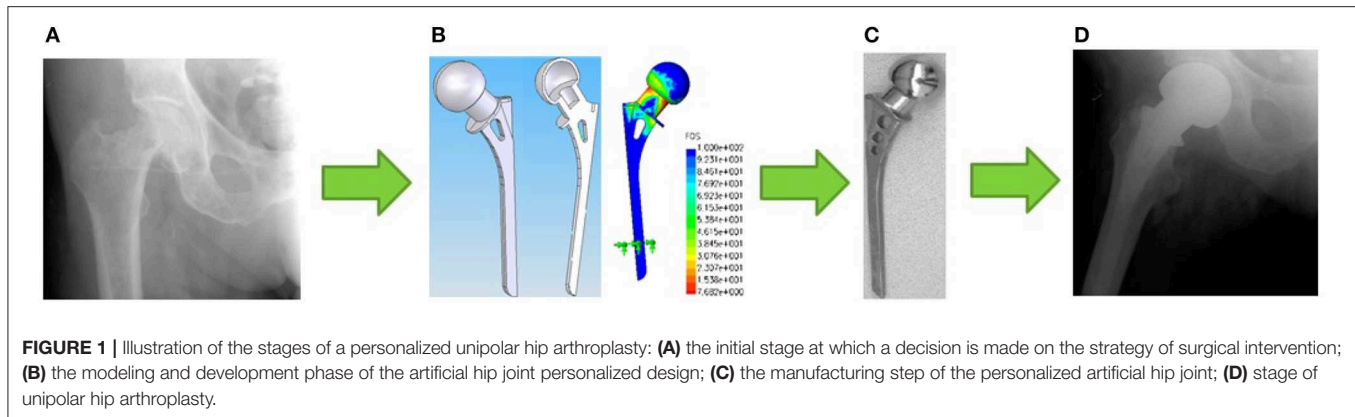 A
B
C
D
FOS
1.000e+002
9.231e+001
8.461e+001
7.692e+001
6.923e+001
6.153e+001
5.384e+001
4.615e+001
3.845e+001
3.076e+001
2.307e+001
1.538e+001
7.682e+000
FIGURE 1 | Illustration of the stages of a personalized unipolar hip arthroplasty: (A) the initial stage at which a decision is made on the strategy of surgical intervention;
(B) the modeling and development phase of the artificial hip joint personalized design; (C) the manufacturing step of the personalized artificial hip joint; (D) stage of
unipolar hip arthroplasty.